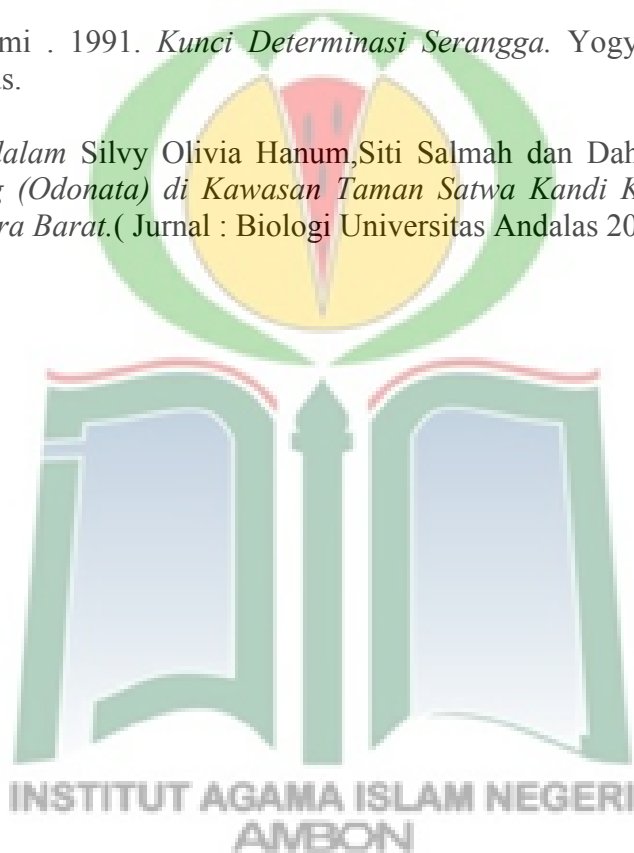 mi . 1991. Kunci Determinasi Serangga. Yogy
s.
dalam Silvy Olivia Hanum,Siti Salmah dan Dah
g (Odonata) di Kawasan Taman Satwa Kandi K
ra Barat.( Jurnal : Biologi Universitas Andalas 20
INSTITUT AGAMA ISLAM NEGERI
AMBON